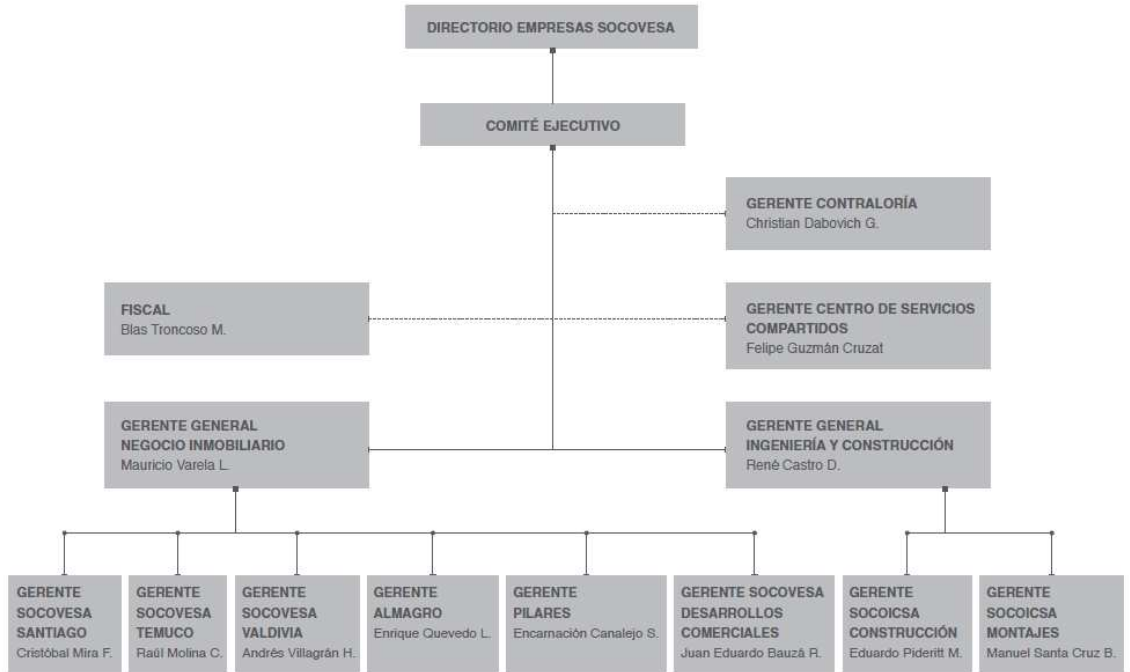 DIRECTORIO EMPRESAS SOCOVESA
COMITÉ EJECUTIVO
GERENTE CONTRALORÍA
Christian Dabovich G.
FISCAL
Blas Troncoso M.
GERENTE CENTRO DE SERVICIOS
COMPARTIDOS
Felipe Guzmán Cruzat
GERENTE GENERAL
NEGOCIO INMOBILIARIO
Mauricio Varela L.
GERENTE GENERAL
INGENIERÍA Y CONSTRUCCIÓN
René Castro D.
GERENTE
SOCOVESA
SANTIAGO
Cristóbal Mira F.
GERENTE
SOCOVESA
TEMUCO
Raúl Molina C.
GERENTE
SOCOVESA
VALDIVIA
Andrés Villagrán H.
GERENTE
ALMAGRO
Enrique Quevedo L.
GERENTE
PILARES
Encarnación Canalejo S.
GERENTE SOCOVESA
DESARROLLOS
COMERCIALES
Juan Eduardo Bauzá R.
GERENTE
SOCOICSA
CONSTRUCCIÓN
Eduardo Pideritt M.
GERENTE
SOCOICSA
MONTAJES
Manuel Santa Cruz B.